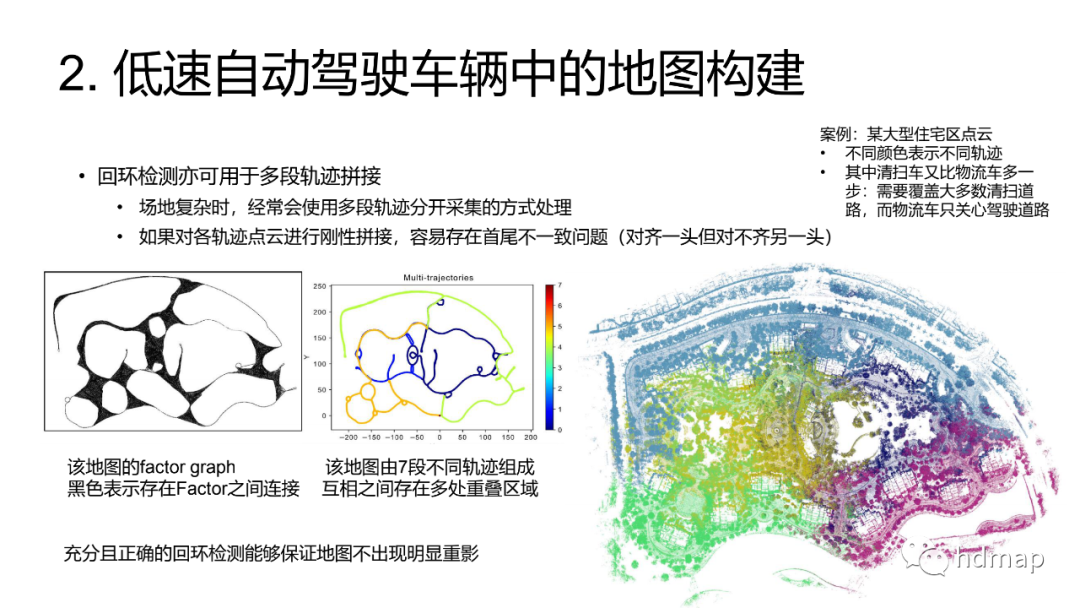 2. 低速自动驾驶车辆中的地图构建
案例：某大型住宅区点云
• 不同颜色表示不同轨迹
• 其中清扫车又比物流车多一
步：需要覆盖大多数清扫道
路，而物流车只关心驾驶道路
• 回环检测亦可用于多段轨迹拼接
• 场地复杂时，经常会使用多段轨迹分开采集的方式处理
• 如果对各轨迹点云进行刚性拼接，容易存在首尾不一致问题（对齐一头但对不齐另一头）
Multi-trajectories
250
200
150
100
50
0
Y
−200 −150 −100 −50 0 50 100 150 200
7
6
5
4
3
2
1
0
该地图的factor graph
黑色表示存在Factor之间连接
该地图由7段不同轨迹组成
互相之间存在多处重叠区域
充分且正确的回环检测能够保证地图不出现明显重影
hdmap